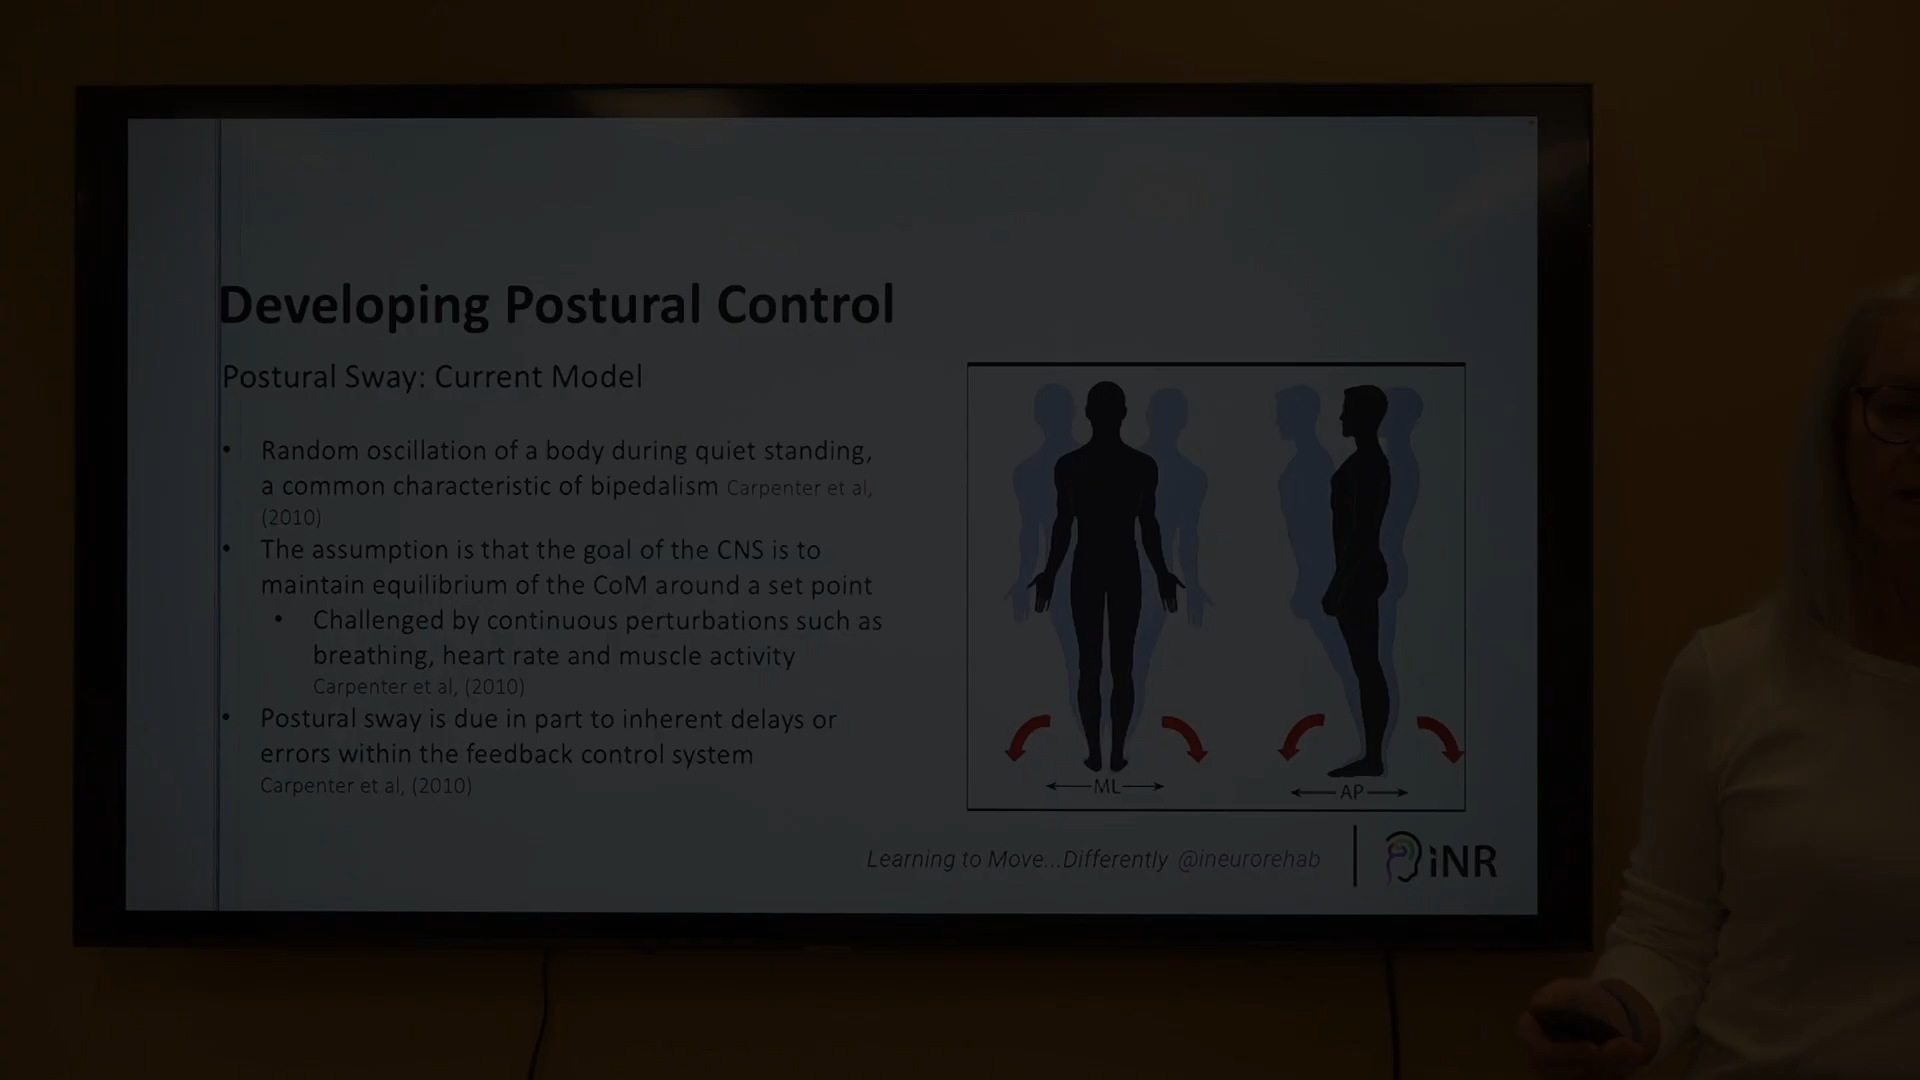 Developing Postural Control
Postural Sway: Current Model
• Random oscillation of a body during quiet standing,
a common characteristic of bipedalism Carpenter et al,
(2010)
• The assumption is that the goal of the CNS is to
maintain equilibrium of the CoM around a set point
• Challenged by continuous perturbations such as
breathing, heart rate and muscle activity
Carpenter et al, (2010)
• Postural sway is due in part to inherent delays or
errors within the feedback control system
Carpenter et al, (2010)
ML
AP
Learning to Move...Differently @ineurorehab
iNR